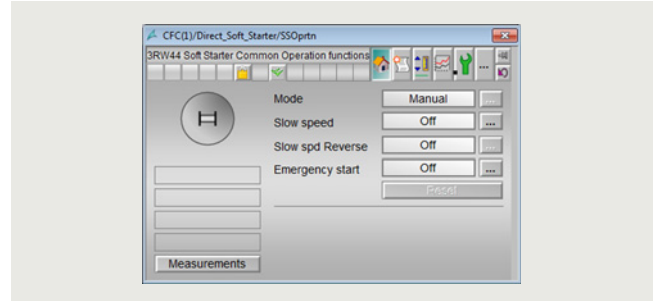 CFC(1)/Direct_Soft_Starter/SSOprtn
3RW44 Soft Starter Common Operation functions
...
Mode Manual ...
Slow speed Off ...
Slow spd Reverse Off ...
Emergency start Off ...
Reset
Measurements